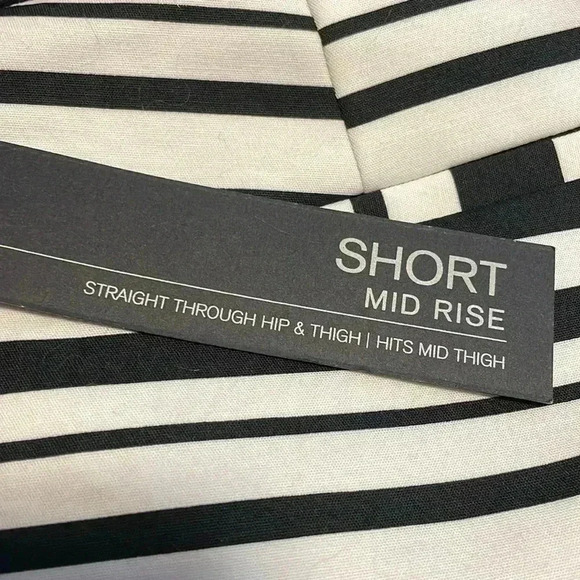 SHORT
MID RISE
STRAIGHT THROUGH HIP & THIGH | HITS MID THIGH